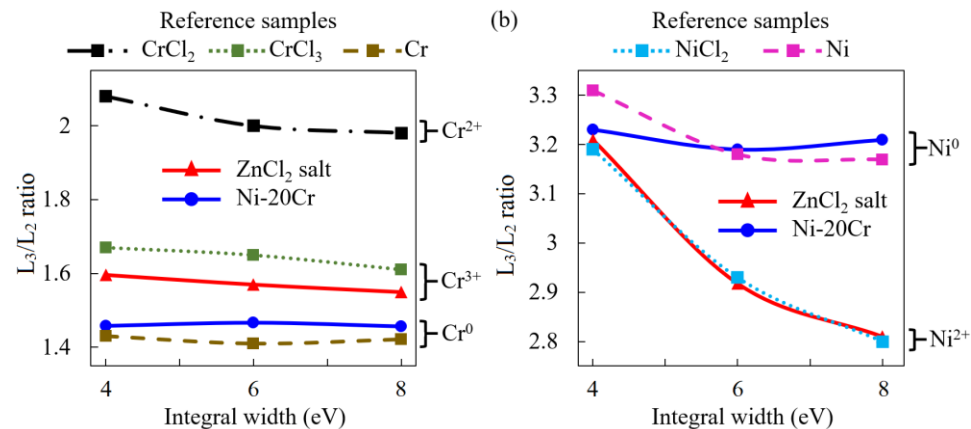 Reference samples
CrCl₂ CrCl₃ Cr
L₃/L₂ ratio
2
1.8
1.6
1.4
4 6 8
Integral width (eV)
ZnCl₂ salt
Ni-20Cr
Cr²⁺
Cr³⁺
Cr⁰
(b)
Reference samples
NiCl₂ Ni
L₃/L₂ ratio
3.3
3.2
3.1
3
2.9
2.8
4 6 8
Integral width (eV)
ZnCl₂ salt
Ni-20Cr
Ni⁰
Ni²⁺